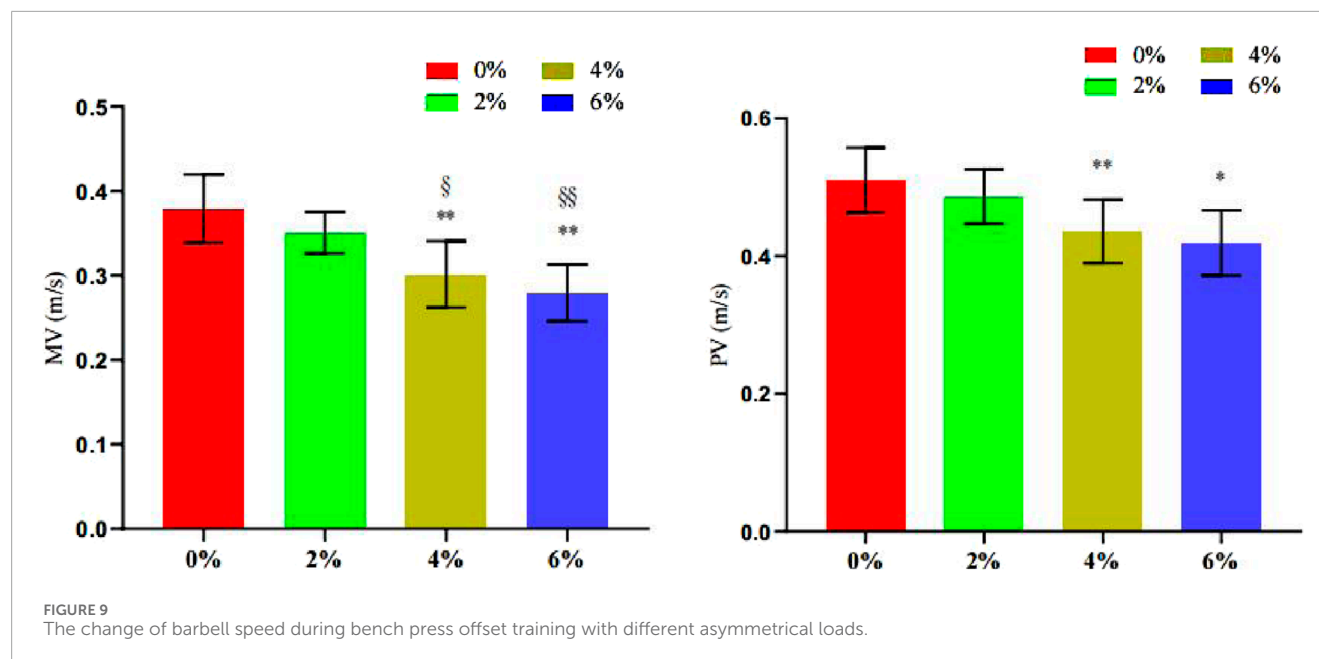 0% 4%
2% 6%
0.5
0.4
0.3
0.2
0.1
0.0
MV (m/s)
§ §§
** **
0% 2% 4% 6%
0% 4%
2% 6%
0.6
0.4
0.2
0.0
PV (m/s)
** *
0% 2% 4% 6%
FIGURE 9
The change of barbell speed during bench press offset training with different asymmetrical loads.